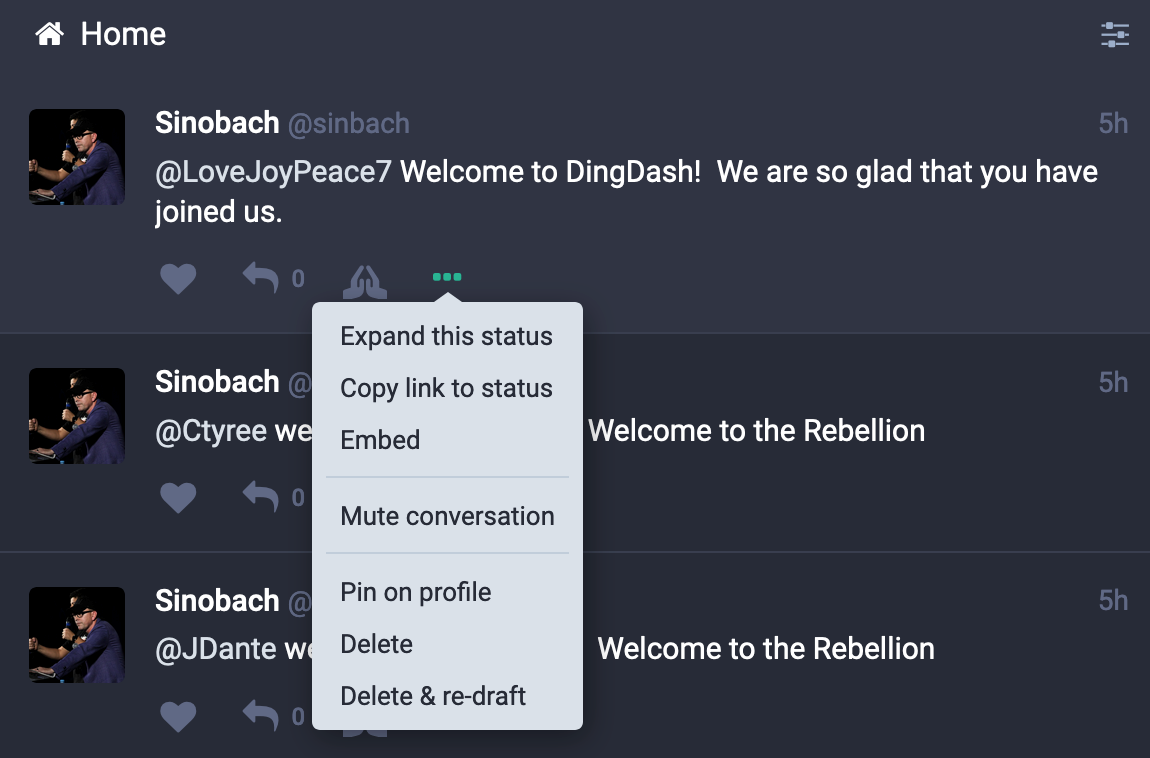 Home
Sinobach @sinbach 5h
@LoveJoyPeace7 Welcome to DingDash!  We are so glad that you have
joined us.
0
Expand this status
Sinobach @ 5h
Copy link to status
@Ctyree we Welcome to the Rebellion
Embed
0
Mute conversation
Sinobach @ 5h
Pin on profile
@JDante we Welcome to the Rebellion
Delete
0
Delete & re-draft